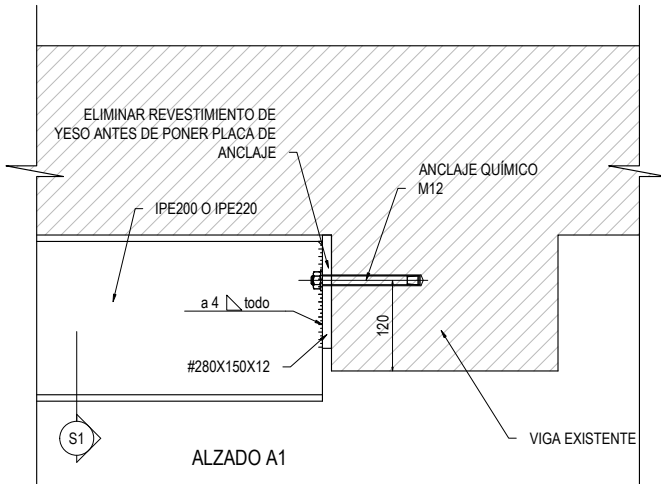 ELIMINAR REVESTIMIENTO DE
YESO ANTES DE PONER PLACA DE
ANCLAJE
ANCLAJE QUÍMICO
M12
IPE200 O IPE220
a 4 todo
120
#280X150X12
S1
ALZADO A1
VIGA EXISTENTE